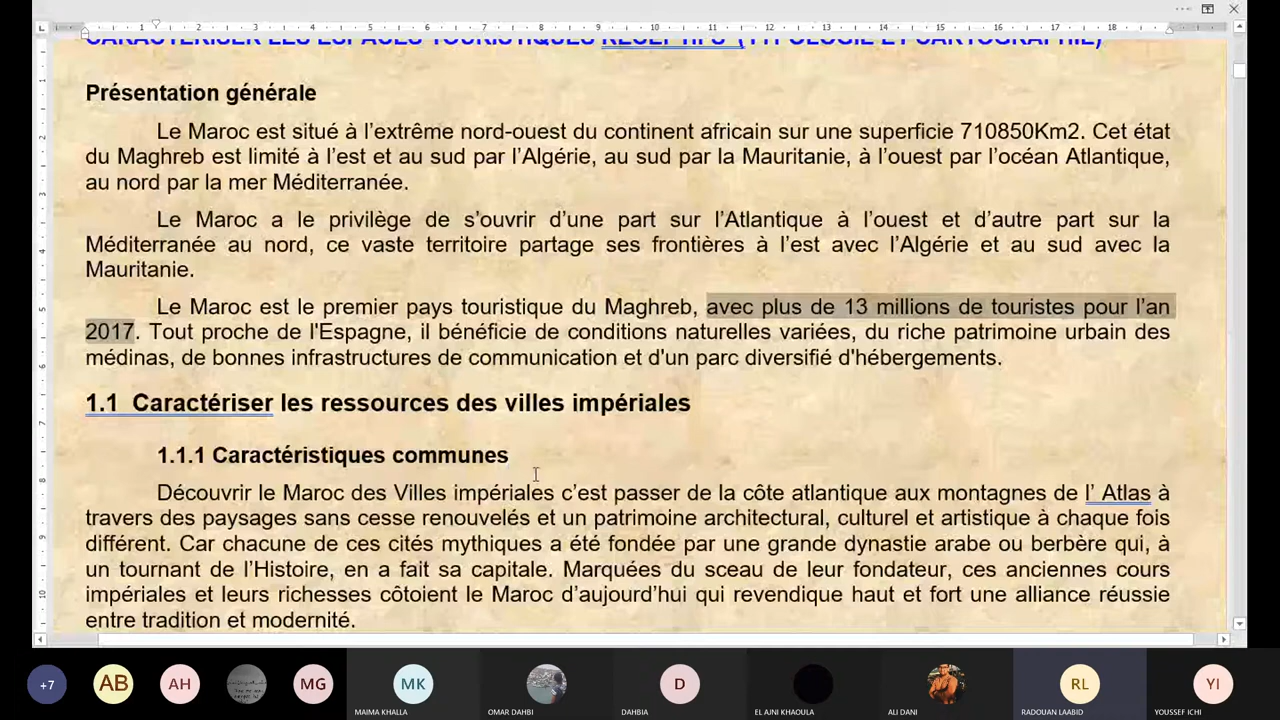 CARACTERISER LES ESPACES TOURISTIQUES RECEPTIFS (TYPOLOGIE ET CARTOGRAPHIE)
Présentation générale
Le Maroc est situé à l’extrême nord-ouest du continent africain sur une superficie 710850Km2. Cet état
du Maghreb est limité à l’est et au sud par l’Algérie, au sud par la Mauritanie, à l’ouest par l’océan Atlantique,
au nord par la mer Méditerranée.
Le Maroc a le privilège de s’ouvrir d’une part sur l’Atlantique à l’ouest et d’autre part sur la
Méditerranée au nord, ce vaste territoire partage ses frontières à l’est avec l’Algérie et au sud avec la
Mauritanie.
Le Maroc est le premier pays touristique du Maghreb, avec plus de 13 millions de touristes pour l’an
2017. Tout proche de l'Espagne, il bénéficie de conditions naturelles variées, du riche patrimoine urbain des
médinas, de bonnes infrastructures de communication et d'un parc diversifié d'hébergements.
1.1 Caractériser les ressources des villes impériales
1.1.1 Caractéristiques communes
Découvrir le Maroc des Villes impériales c’est passer de la côte atlantique aux montagnes de l’ Atlas à
travers des paysages sans cesse renouvelés et un patrimoine architectural, culturel et artistique à chaque fois
différent. Car chacune de ces cités mythiques a été fondée par une grande dynastie arabe ou berbère qui, à
un tournant de l’Histoire, en a fait sa capitale. Marquées du sceau de leur fondateur, ces anciennes cours
impériales et leurs richesses côtoient le Maroc d’aujourd’hui qui revendique haut et fort une alliance réussie
entre tradition et modernité.
+7 AB AH MG MK D RL YI
MAIMA KHALLA OMAR DAHBI DAHBIA EL AJNI KHAOULA ALI DANI RADOUAN LAABID YOUSSEF ICHI